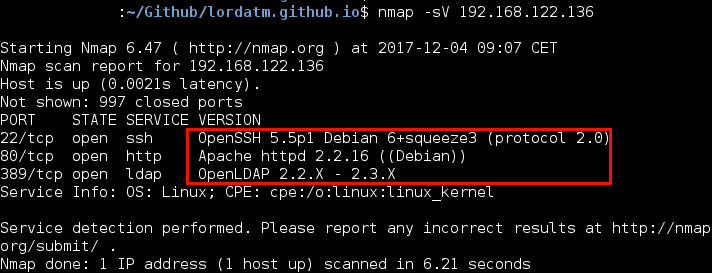 :~/Github/lordatm.github.io$ nmap -sV 192.168.122.136
Starting Nmap 6.47 ( http://nmap.org ) at 2017-12-04 09:07 CET
Nmap scan report for 192.168.122.136
Host is up (0.0021s latency).
Not shown: 997 closed ports
PORT    STATE SERVICE VERSION
22/tcp  open  ssh     OpenSSH 5.5p1 Debian 6+squeeze3 (protocol 2.0)
80/tcp  open  http    Apache httpd 2.2.16 ((Debian))
389/tcp open  ldap    OpenLDAP 2.2.X - 2.3.X
Service Info: OS: Linux; CPE: cpe:/o:linux:linux_kernel
Service detection performed. Please report any incorrect results at http://nmap
org/submit/ .
Nmap done: 1 IP address (1 host up) scanned in 6.21 seconds